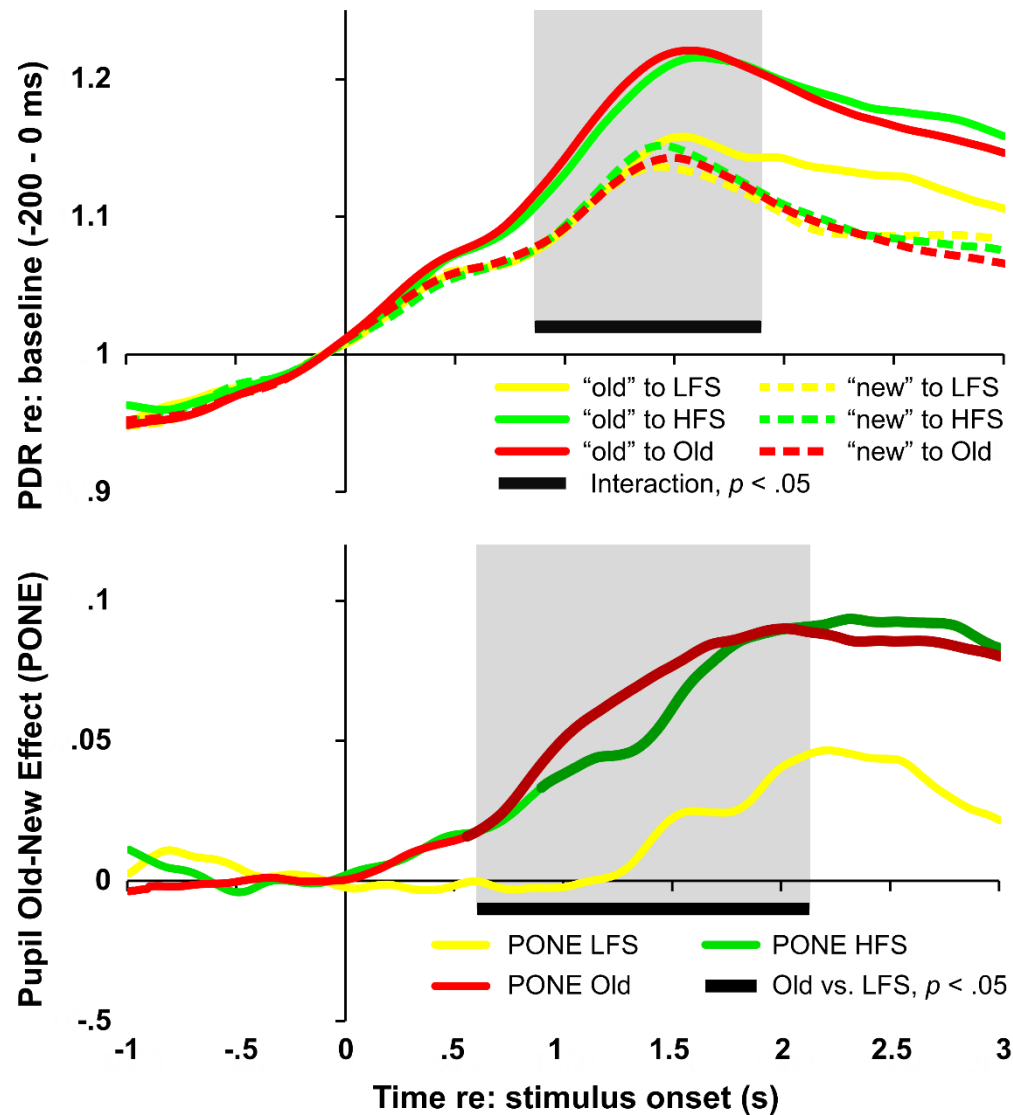 PDR re: baseline (-200 - 0 ms)
1.2
1.1
1
.9
“old” to LFS
“new” to LFS
“old” to HFS
“new” to HFS
“old” to Old
“new” to Old
Interaction, p < .05
Pupil Old-New Effect (PONE)
.1
.05
0
-.5
PONE LFS
PONE HFS
PONE Old
Old vs. LFS, p < .05
-1 -.5 0 .5 1 1.5 2 2.5 3
Time re: stimulus onset (s)